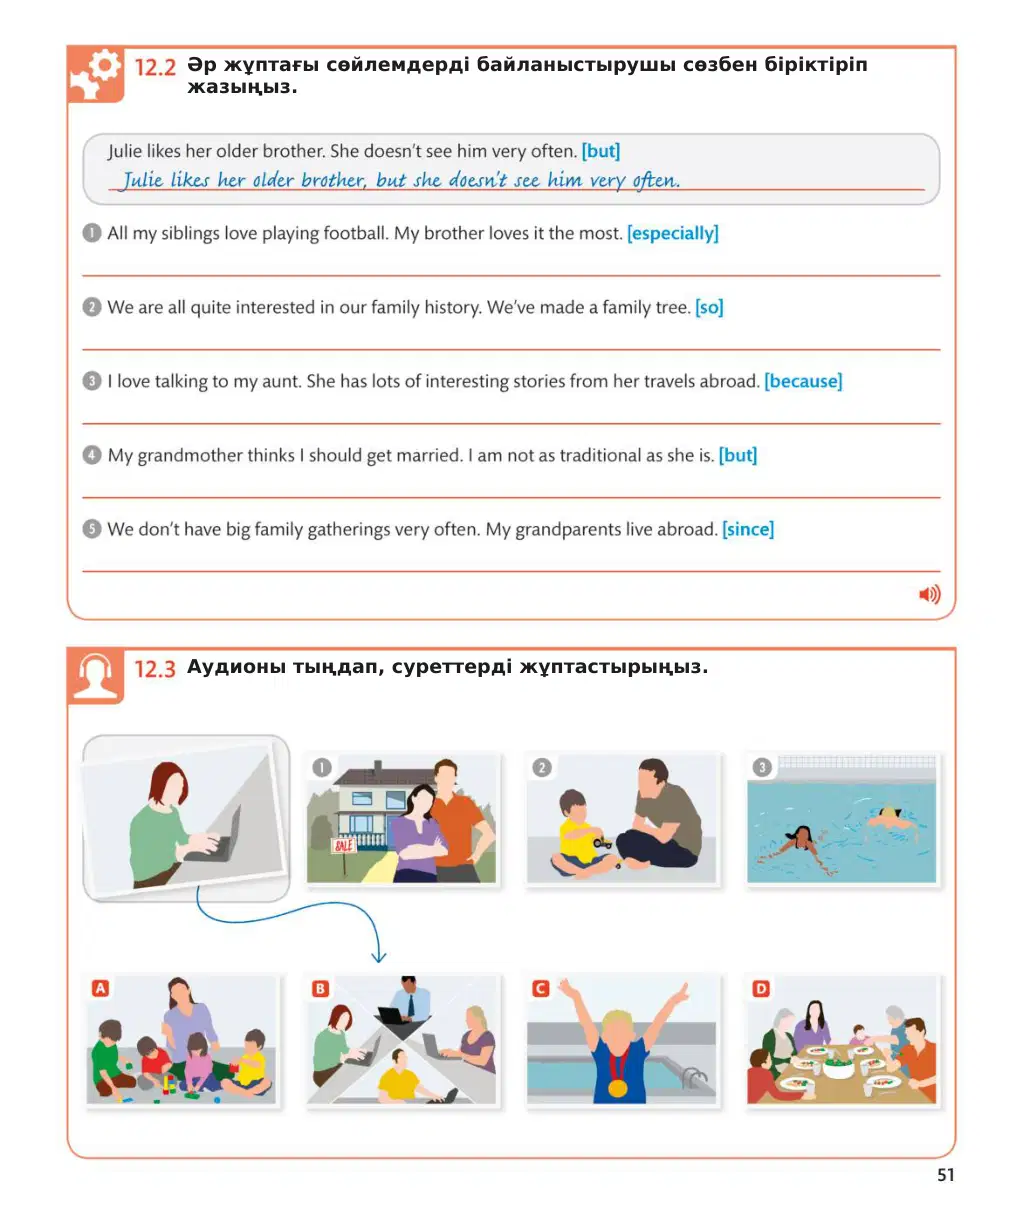 12.2 Әр жұптағы сөйлемдерді байланыстырушы сөзбен біріктіріп
жазыңыз.
Julie likes her older brother. She doesn't see him very often. [but]
Julie likes her older brother, but she doesn't see him very often.
1 All my siblings love playing football. My brother loves it the most. [especially]
2 We are all quite interested in our family history. We've made a family tree. [so]
3 I love talking to my aunt. She has lots of interesting stories from her travels abroad. [because]
4 My grandmother thinks I should get married. I am not as traditional as she is. [but]
5 We don't have big family gatherings very often. My grandparents live abroad. [since]
12.3 Аудионы тыңдап, суреттерді жұптастырыңыз.
1
2
3
SALE
A
B
C
D
51